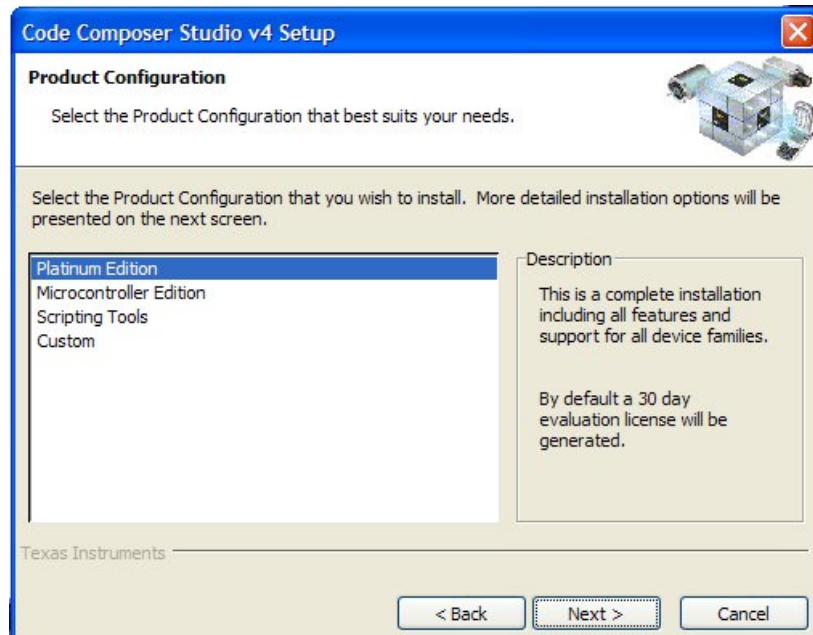 Code Composer Studio v4 Setup
Product Configuration
Select the Product Configuration that best suits your needs.
Select the Product Configuration that you wish to install. More detailed installation options will be
presented on the next screen.
Platinum Edition
Microcontroller Edition
Scripting Tools
Custom
Description
This is a complete installation
including all features and
support for all device families.
By default a 30 day
evaluation license will be
generated.
Texas Instruments
< Back
Next >
Cancel